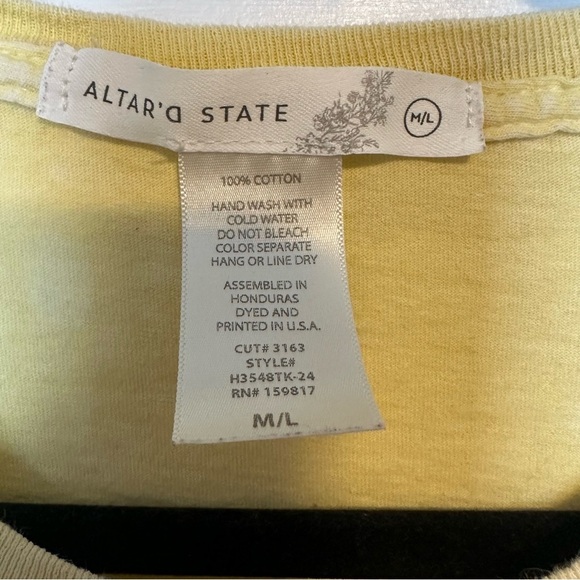 ALTAR'D STATE M/L
100% COTTON
HAND WASH WITH
COLD WATER
DO NOT BLEACH
COLOR SEPARATE
HANG OR LINE DRY
ASSEMBLED IN
HONDURAS
DYED AND
PRINTED IN U.S.A.
CUT# 3163
STYLE#
H3548TK-24
RN# 159817
M/L